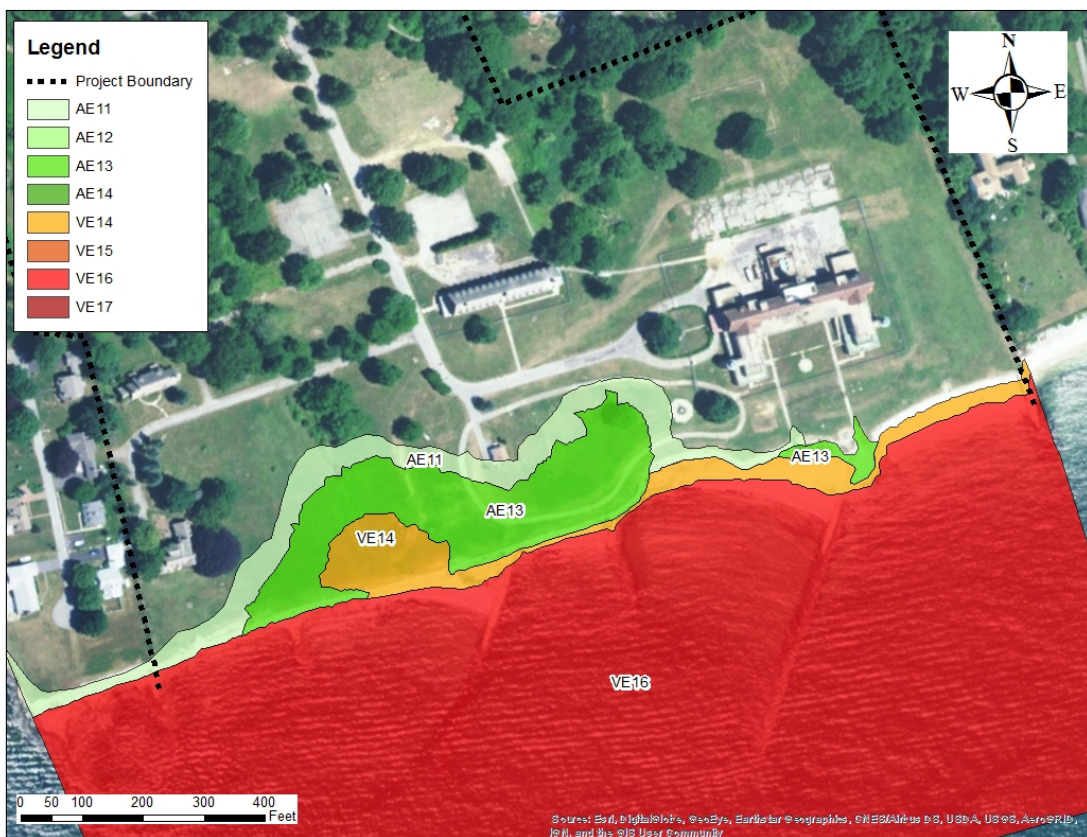 Legend
Project Boundary
AE11
AE12
AE13
AE14
VE14
VE15
VE16
VE17
N
W E
S
AE11
AE13
AE13
VE14
VE16
0 50 100 200 300 400
Feet
Source: Esri, DigitalGlobe, GeoEye, Earthstar Geographics, CNES/Airbus DS, USDA, USGS, AeroGRID,
IGN, and the GIS User Community